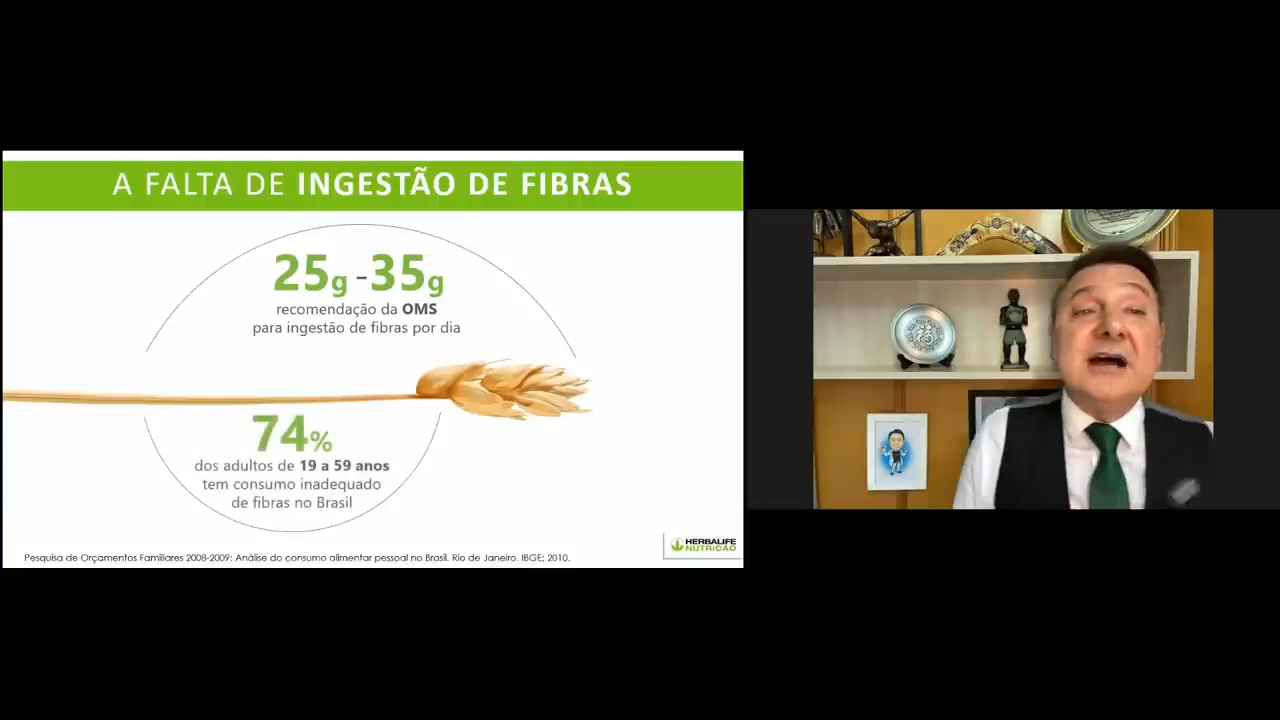 A FALTA DE INGESTÃO DE FIBRAS
25g -35g
recomendação da OMS
para ingestão de fibras por dia
74%
dos adultos de 19 a 59 anos
tem consumo inadequado
de fibras no Brasil
Pesquisa de Orçamentos Familiares 2008-2009: Análise do consumo alimentar pessoal no Brasil. Rio de Janeiro. IBGE; 2010.
HERBALIFE
NUTRIÇÃO
福